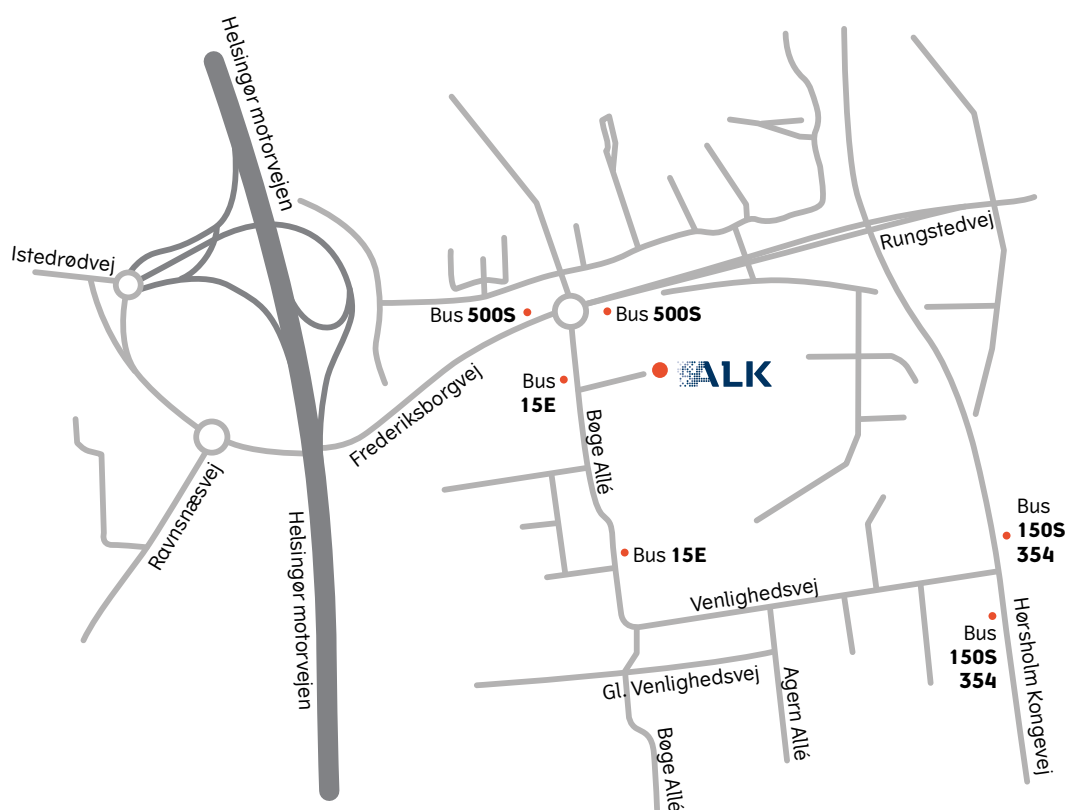 Helsingør motorvejen
Istedrødvej
Rungstedvej
Bus 500S
Bus 500S
ALK
Bus
15E
Frederiksborgvej
Bøge Allé
Ravnsnæsvej
Helsingør motorvejen
Bus
150S
354
Bus 15E
Venlighedsvej
Hørsholm Kongevej
Bus
150S
354
Gl. Venlighedsvej
Agern Allé
Bøge Allé